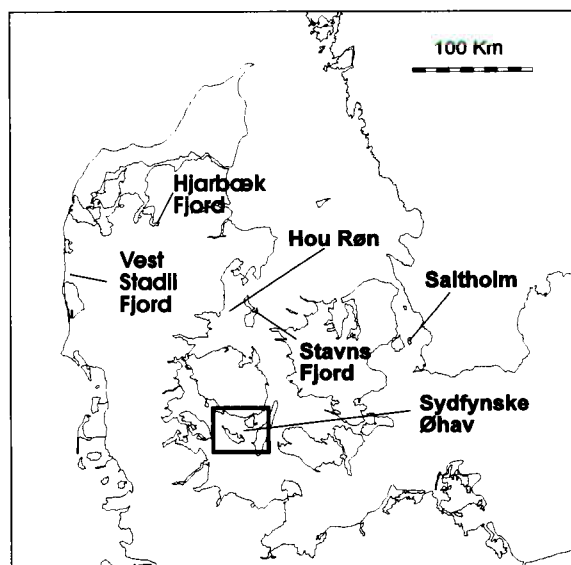 100 Km
Hjarbæk
Fjord
Hou Røn
Vest
Stadil
Fjord
Saltholm
Stavns
Fjord
Sydfynske
Øhav